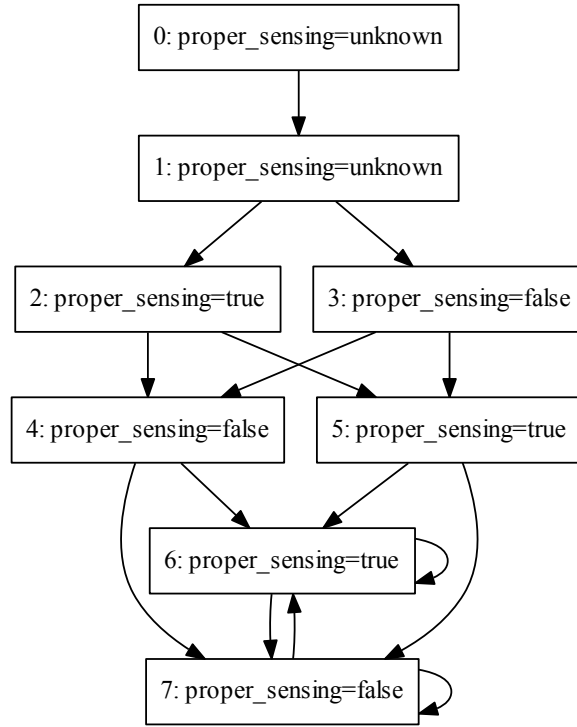 0: proper_sensing=unknown
1: proper_sensing=unknown
2: proper_sensing=true
3: proper_sensing=false
4: proper_sensing=false
5: proper_sensing=true
6: proper_sensing=true
7: proper_sensing=false